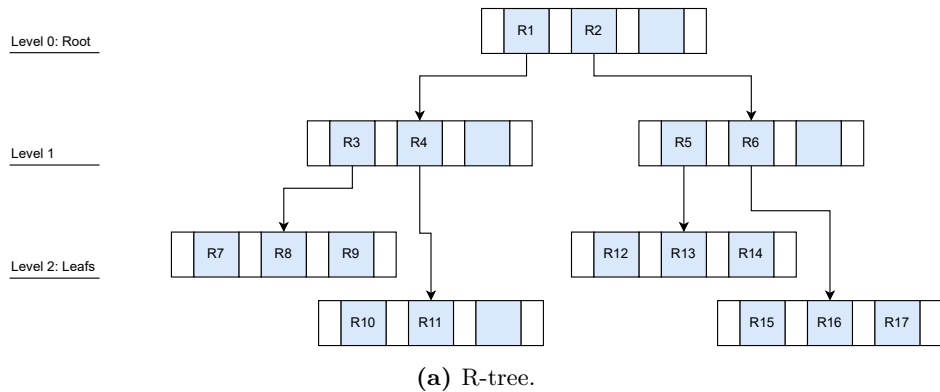 Level 0: Root
R1 R2
Level 1
R3 R4
R5 R6
Level 2: Leafs
R7 R8 R9
R12 R13 R14
R10 R11
R15 R16 R17
(a) R-tree.